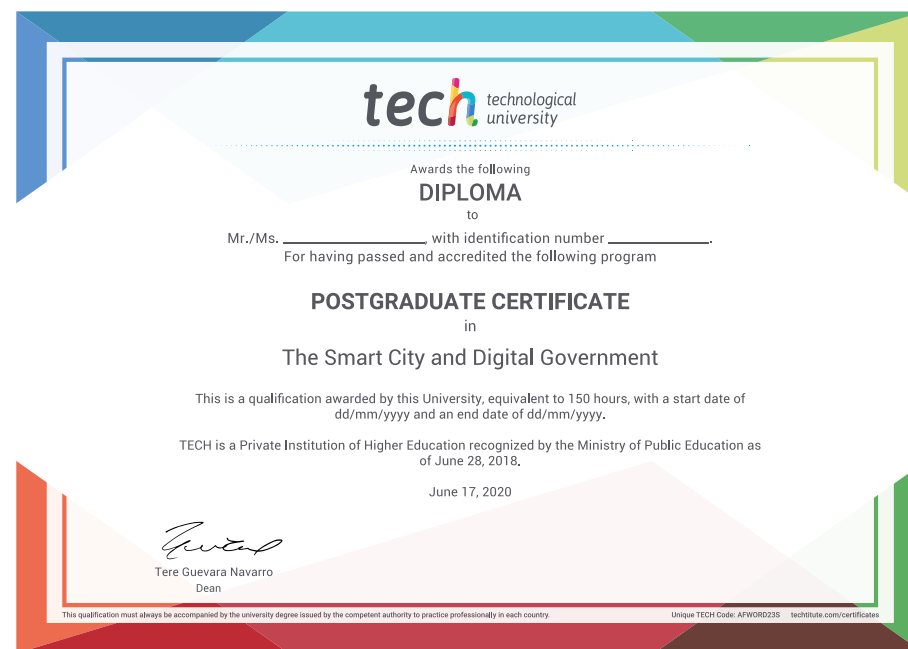 tech technological
university
Awards the following
DIPLOMA
to
Mr./Ms. ____________, with identification number ____________.
For having passed and accredited the following program
POSTGRADUATE CERTIFICATE
in
The Smart City and Digital Government
This is a qualification awarded by this University, equivalent to 150 hours, with a start date of
dd/mm/yyyy and an end date of dd/mm/yyyy.
TECH is a Private Institution of Higher Education recognized by the Ministry of Public Education as
of June 28, 2018.
June 17, 2020
Tere Guevara Navarro
Dean
This qualification must always be accompanied by the university degree issued by the competent authority to practice professionally in each country.
Unique TECH Code: AFWORD23S techtitute.com/certificates